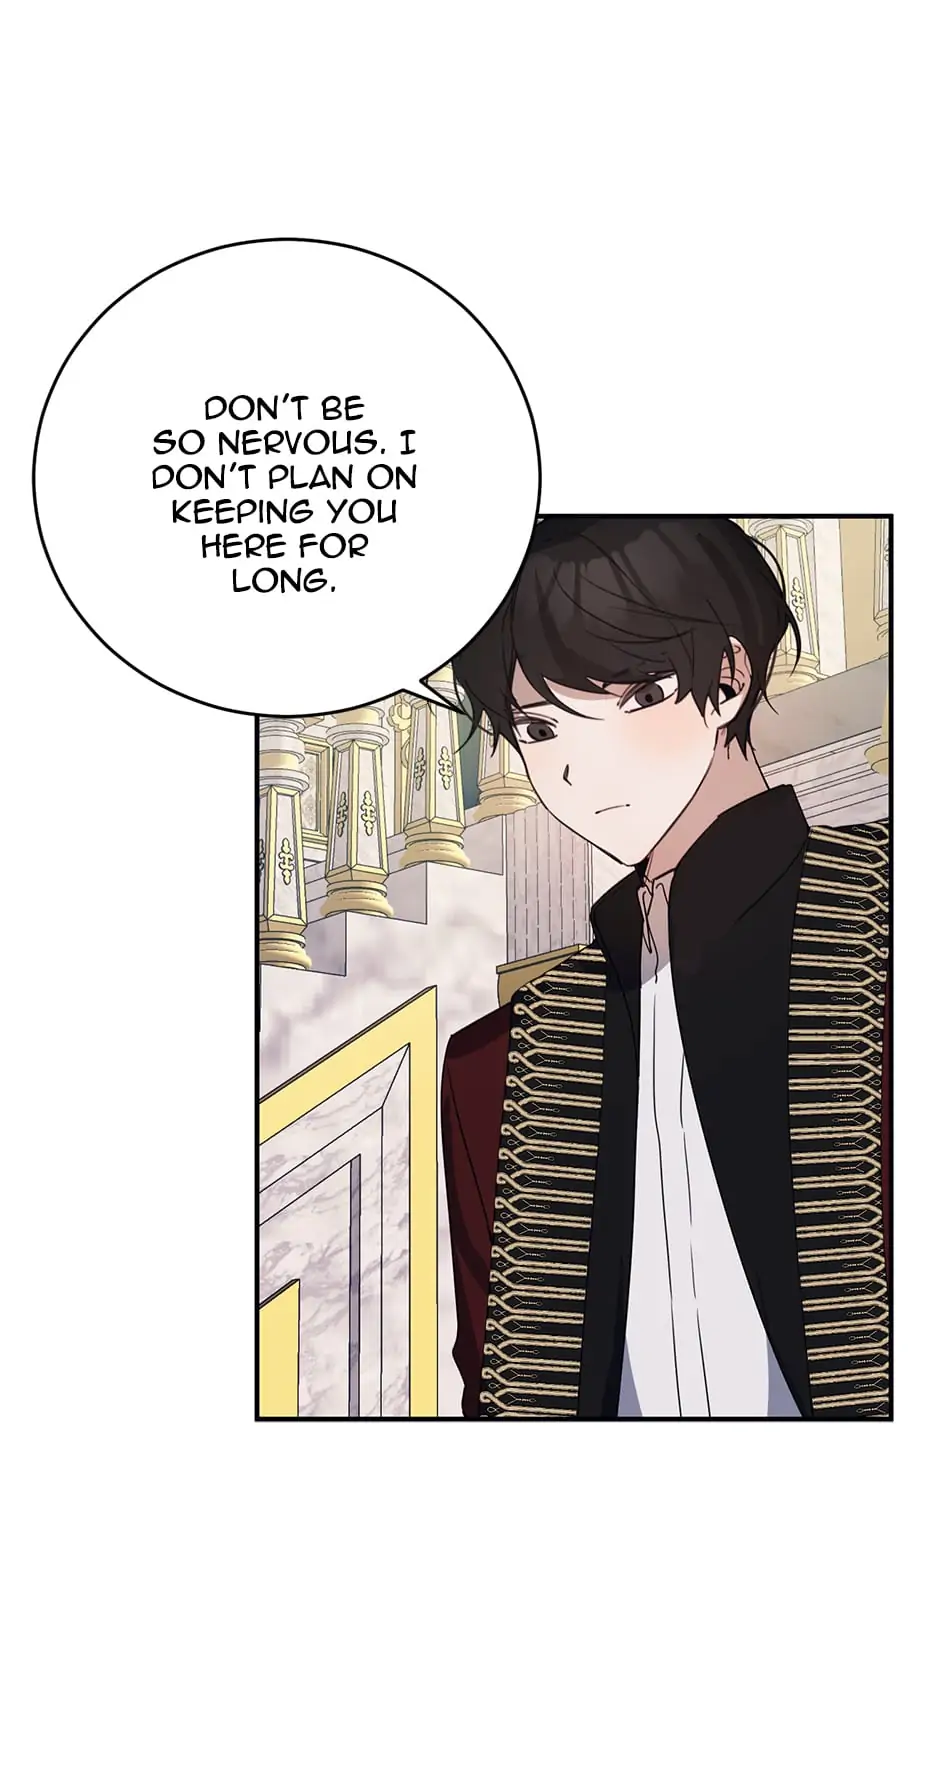 DON'T BE
SO NERVOUS. I
DON'T PLAN ON
KEEPING YOU
HERE FOR
LONG.